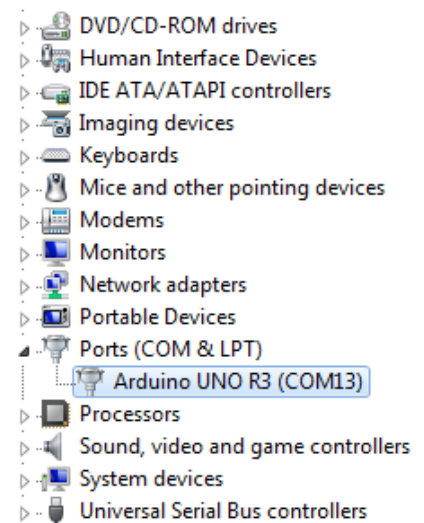 DVD/CD-ROM drives
Human Interface Devices
IDE ATA/ATAPI controllers
Imaging devices
Keyboards
Mice and other pointing devices
Modems
Monitors
Network adapters
Portable Devices
Ports (COM & LPT)
Arduino UNO R3 (COM13)
Processors
Sound, video and game controllers
System devices
Universal Serial Bus controllers